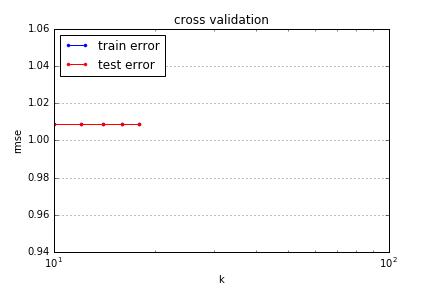 cross validation
train error
test error
1.06
1.04
1.02
1.00
0.98
0.96
0.94
rmse
10^1
10^2
k